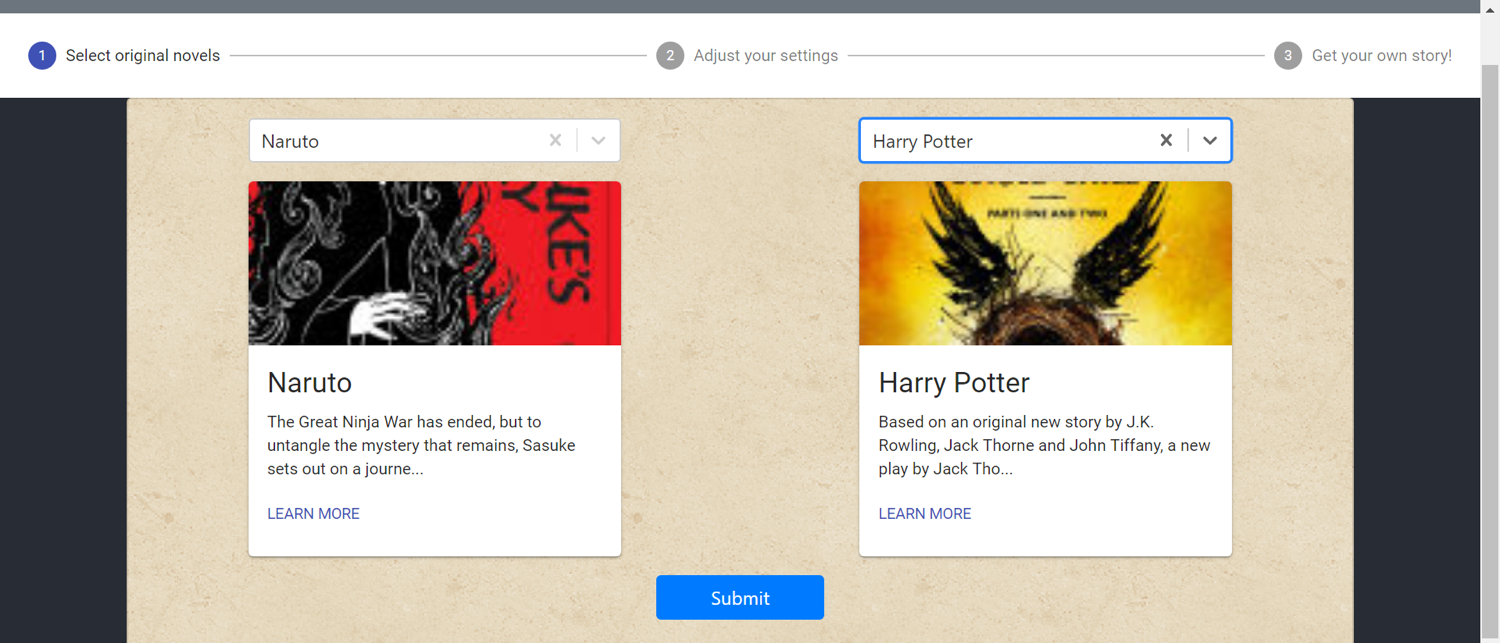 1 Select original novels
2 Adjust your settings
3 Get your own story!
Naruto
Harry Potter
KE'S
PARTS ONE AND TWO
Naruto
The Great Ninja War has ended, but to
untangle the mystery that remains, Sasuke
sets out on a journe...
LEARN MORE
Harry Potter
Based on an original new story by J.K.
Rowling, Jack Thorne and John Tiffany, a new
play by Jack Tho...
LEARN MORE
Submit